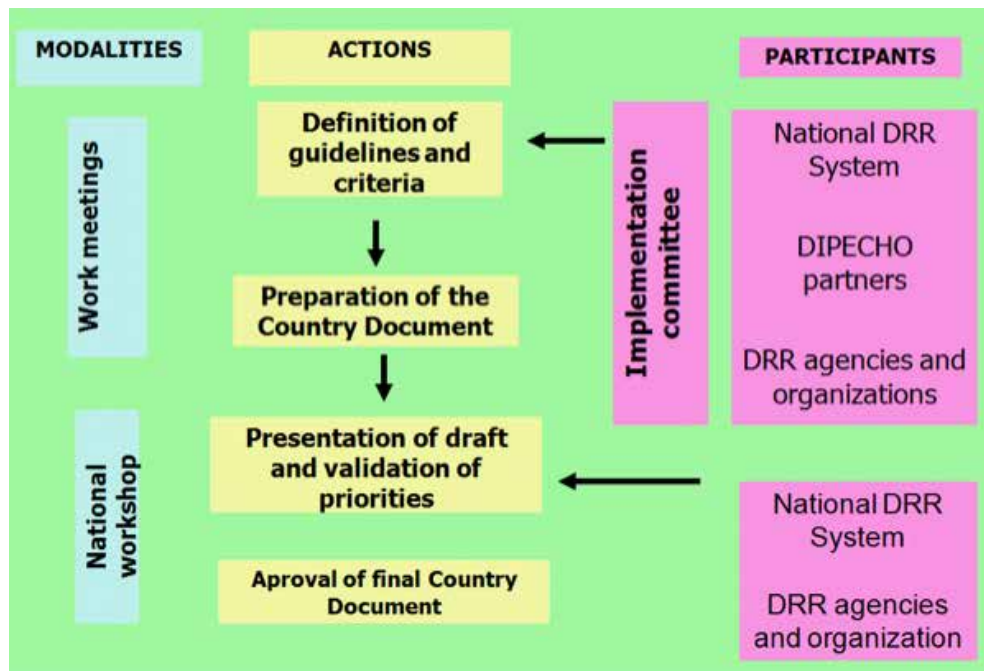 MODALITIES
ACTIONS
PARTICIPANTS
Work meetings
Definition of
guidelines and
criteria
Preparation of the
Country Document
Implementation
committee
National DRR
System
DIPECHO
partners
DRR agencies and
organizations
National
workshop
Presentation of draft
and validation of
priorities
Aproval of final Country
Document
National DRR
System
DRR agencies
and organization